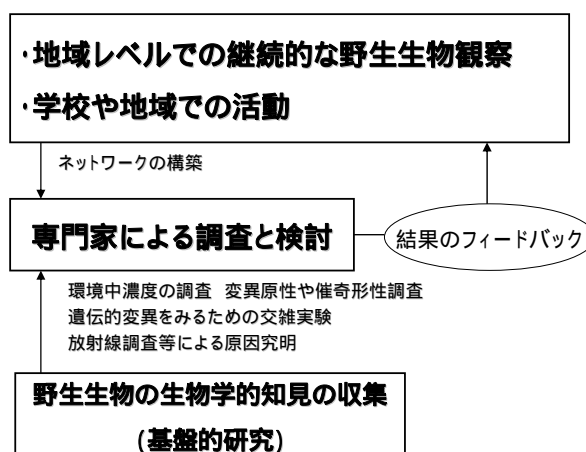 ・地域レベルでの継続的な野生生物観察
・学校や地域での活動
ネットワークの構築
専門家による調査と検討
結果のフィードバック
環境中濃度の調査　変異原性や催奇形性調査
遺伝的変異をみるための交雑実験
放射線調査等による原因究明
野生生物の生物学的知見の収集
(基盤的研究)